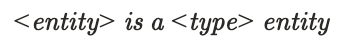 <entity> is a <type> entity